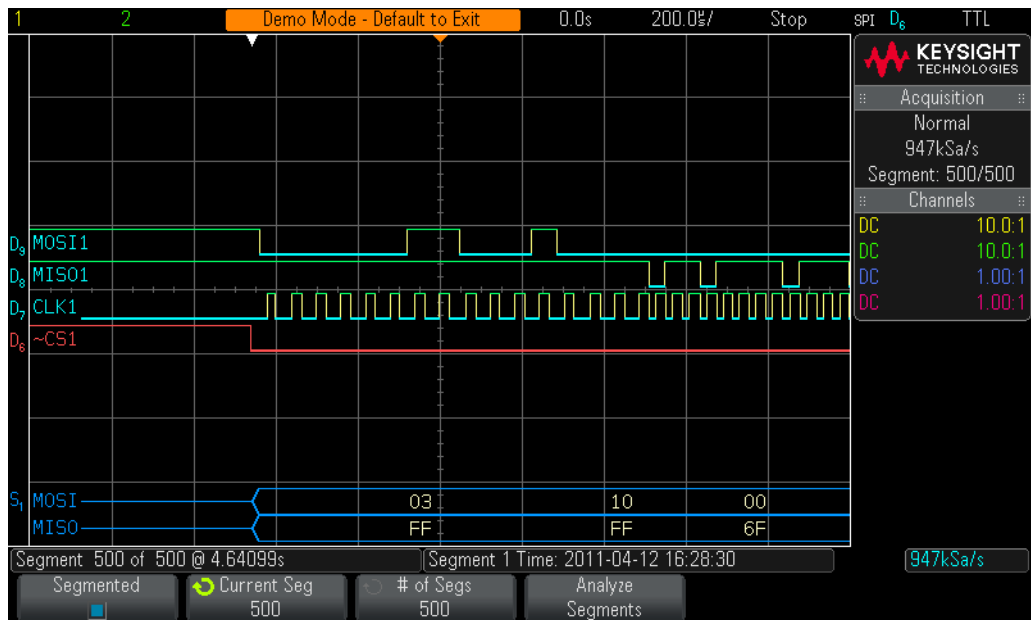 1 2 Demo Mode - Default to Exit 0.0s 200.0㎲/ Stop SPI D6 TTL
KEYSIGHT
TECHNOLOGIES
Acquisition
Normal
947kSa/s
Segment: 500/500
Channels
DC 10.0:1
DC 10.0:1
DC 1.00:1
DC 1.00:1
D9 MOSI1
D8 MISO1
D7 CLK1
D6 ~CS1
S1 MOSI 03 10 00
MISO FF FF 6F
Segment 500 of 500 @ 4.64099s Segment 1 Time: 2011-04-12 16:28:30 947kSa/s
Segmented Current Seg # of Segs Analyze
500 500 Segments